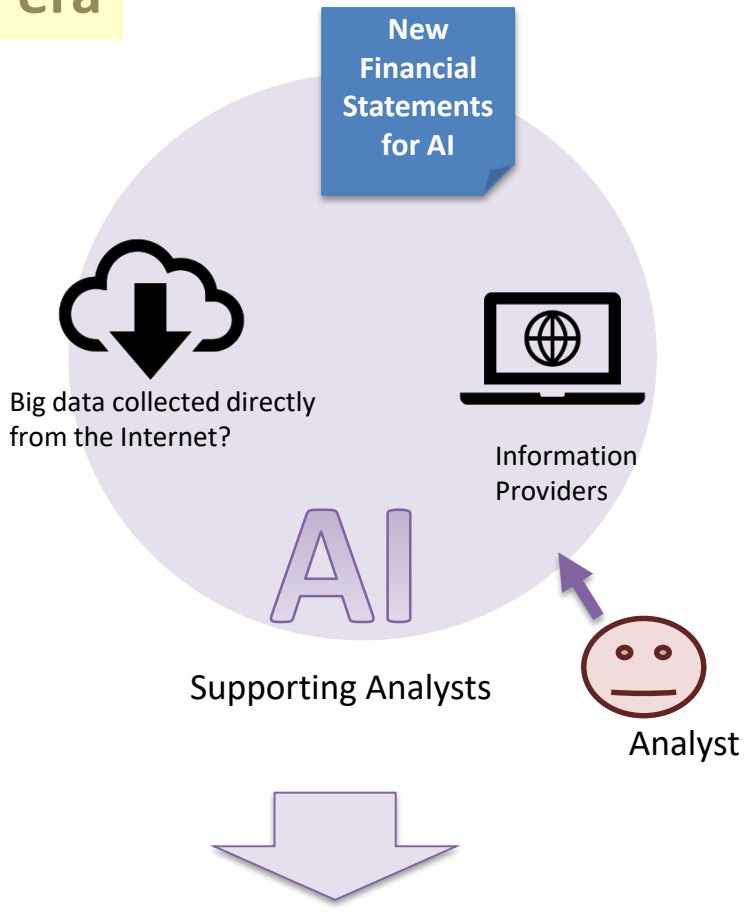 era
New
Financial
Statements
for AI
Big data collected directly
from the Internet?
Information
Providers
AI
Supporting Analysts
Analyst